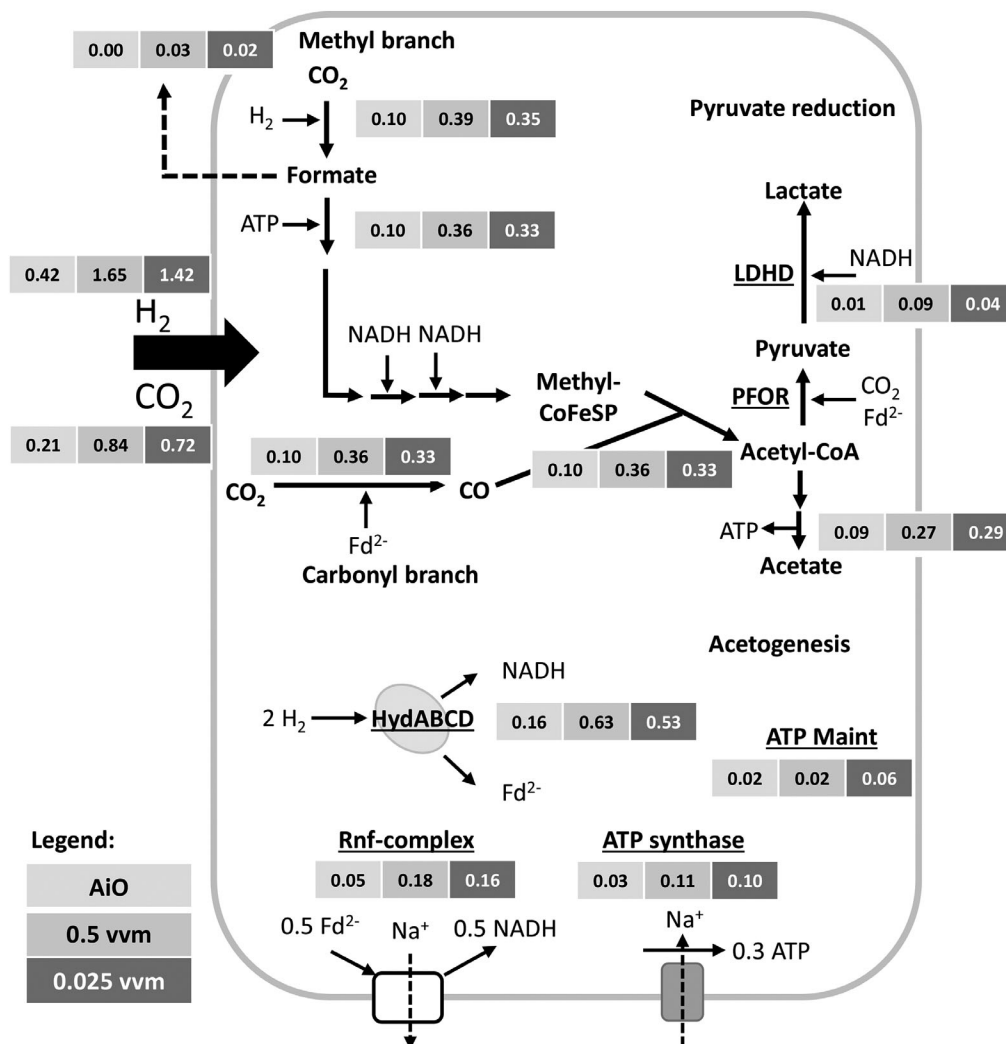 0.00 0.03 0.02
Methyl branch
CO₂
H₂
0.10 0.39 0.35
Formate
ATP
0.10 0.36 0.33
0.42 1.65 1.42
H₂
CO₂
0.21 0.84 0.72
NADH NADH
Methyl-
CoFeSP
0.10 0.36 0.33
CO₂
CO
Fd²⁻
Carbonyl branch
0.10 0.36 0.33
Pyruvate reduction
Lactate
LDHD
NADH
0.01 0.09 0.04
Pyruvate
PFOR
CO₂
Fd²⁻
Acetyl-CoA
ATP
0.09 0.27 0.29
Acetate
Acetogenesis
NADH
2 H₂
HydABCD
0.16 0.63 0.53
Fd²⁻
ATP Maint
0.02 0.02 0.06
Legend:
AiO
0.5 vvm
0.025 vvm
Rnf-complex
0.05 0.18 0.16
0.5 Fd²⁻
Na⁺
0.5 NADH
ATP synthase
0.03 0.11 0.10
Na⁺
0.3 ATP